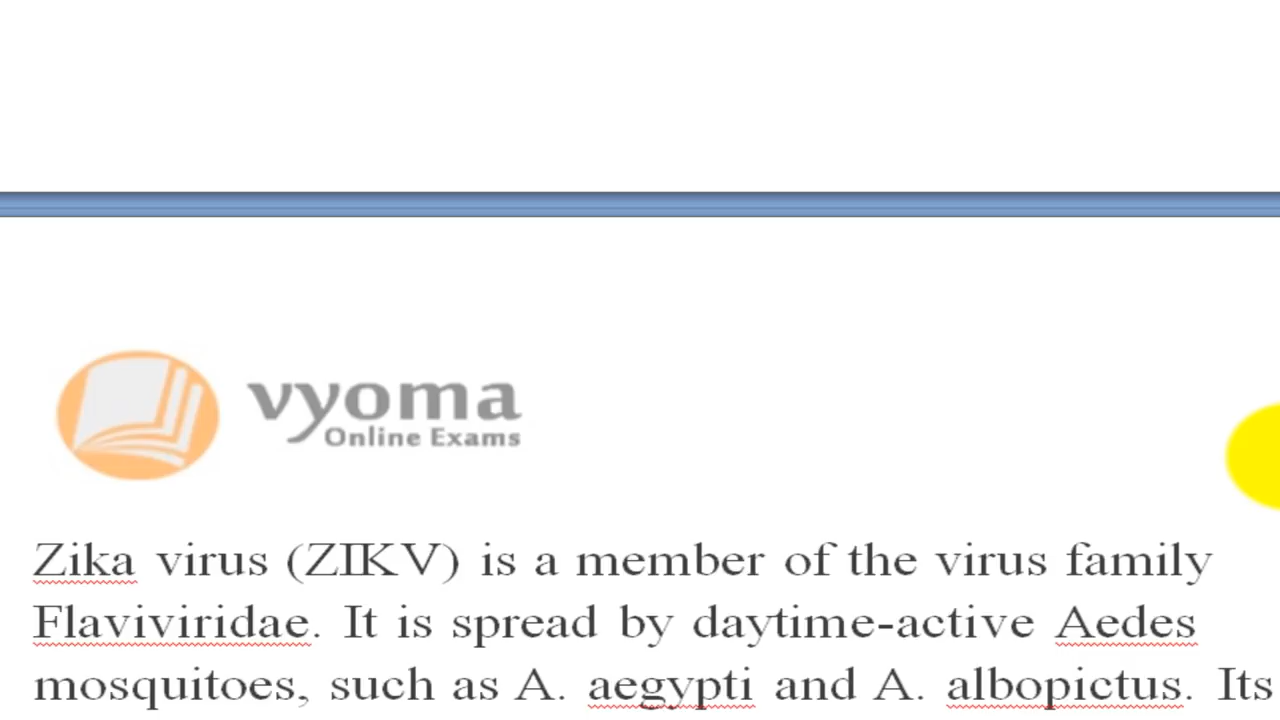 vyoma
Online Exams
Zika virus (ZIKV) is a member of the virus family
Flaviviridae. It is spread by daytime-active Aedes
mosquitoes, such as A. aegypti and A. albopictus. Its